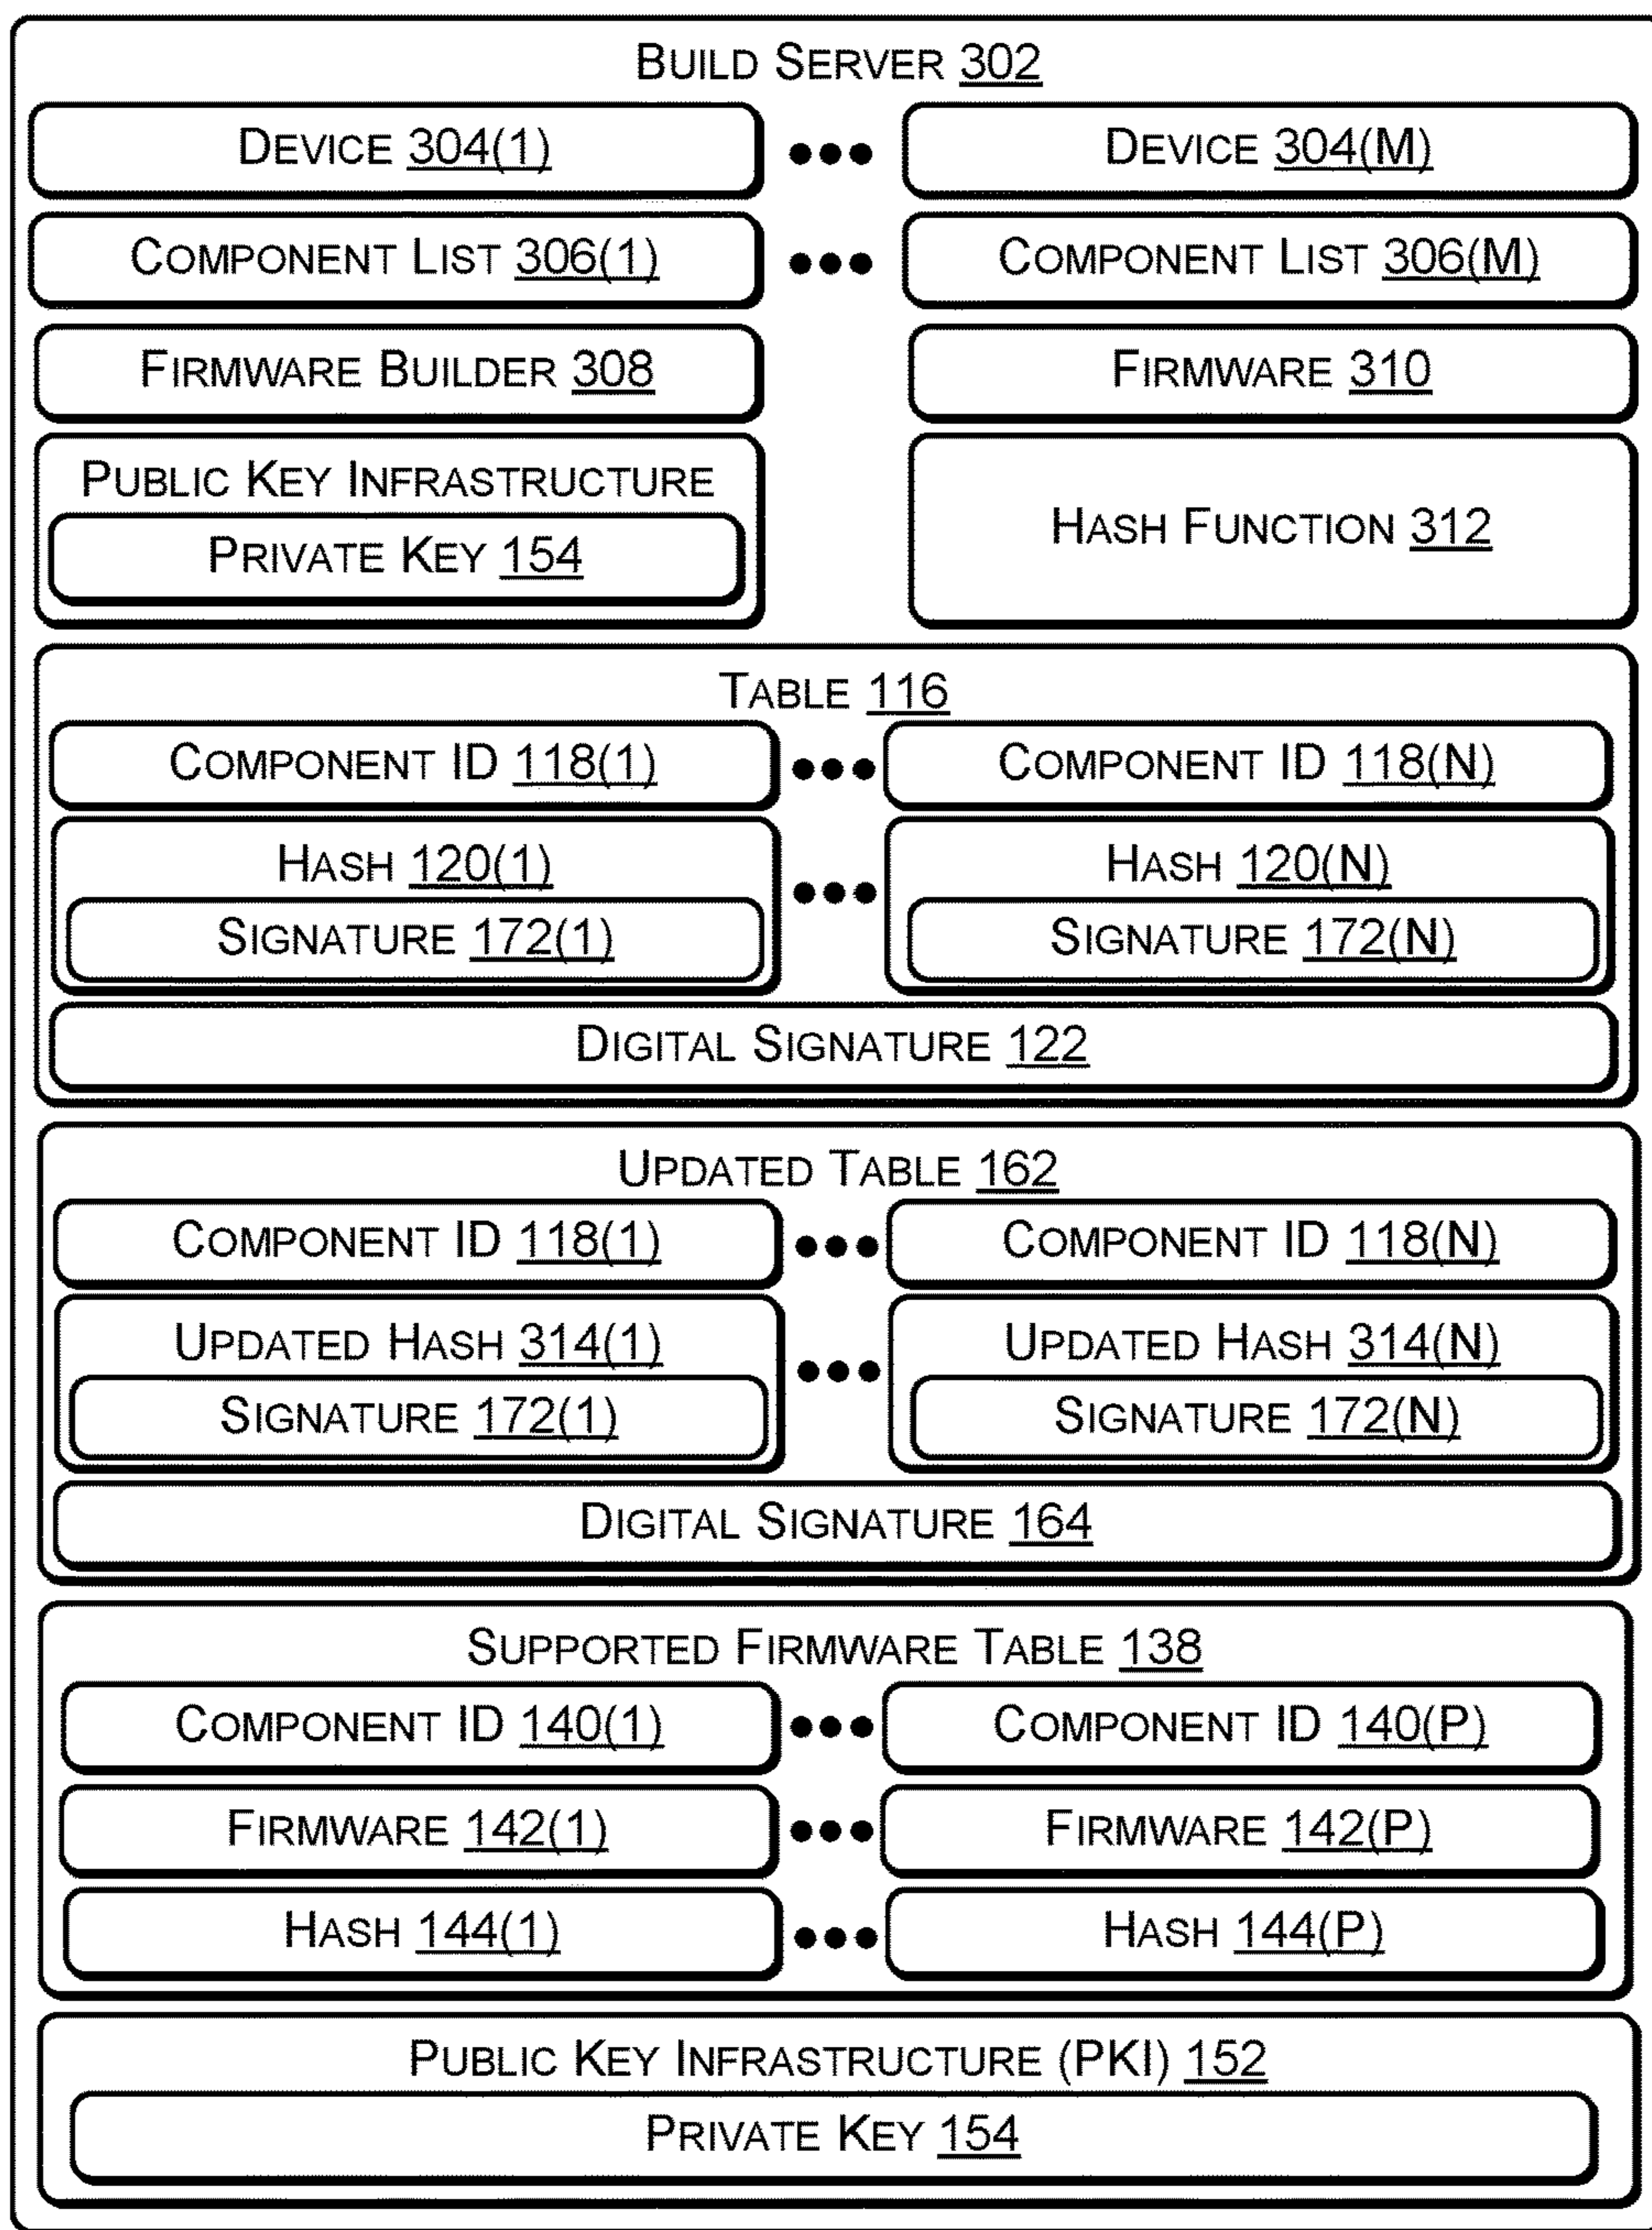 BUILD SERVER 302
DEVICE 304(1) ••• DEVICE 304(M)
COMPONENT LIST 306(1) ••• COMPONENT LIST 306(M)
FIRMWARE BUILDER 308 FIRMWARE 310
PUBLIC KEY INFRASTRUCTURE
PRIVATE KEY 154
HASH FUNCTION 312
TABLE 116
COMPONENT ID 118(1) ••• COMPONENT ID 118(N)
HASH 120(1) ••• HASH 120(N)
SIGNATURE 172(1) SIGNATURE 172(N)
DIGITAL SIGNATURE 122
UPDATED TABLE 162
COMPONENT ID 118(1) ••• COMPONENT ID 118(N)
UPDATED HASH 314(1) ••• UPDATED HASH 314(N)
SIGNATURE 172(1) SIGNATURE 172(N)
DIGITAL SIGNATURE 164
SUPPORTED FIRMWARE TABLE 138
COMPONENT ID 140(1) ••• COMPONENT ID 140(P)
FIRMWARE 142(1) ••• FIRMWARE 142(P)
HASH 144(1) ••• HASH 144(P)
PUBLIC KEY INFRASTRUCTURE (PKI) 152
PRIVATE KEY 154